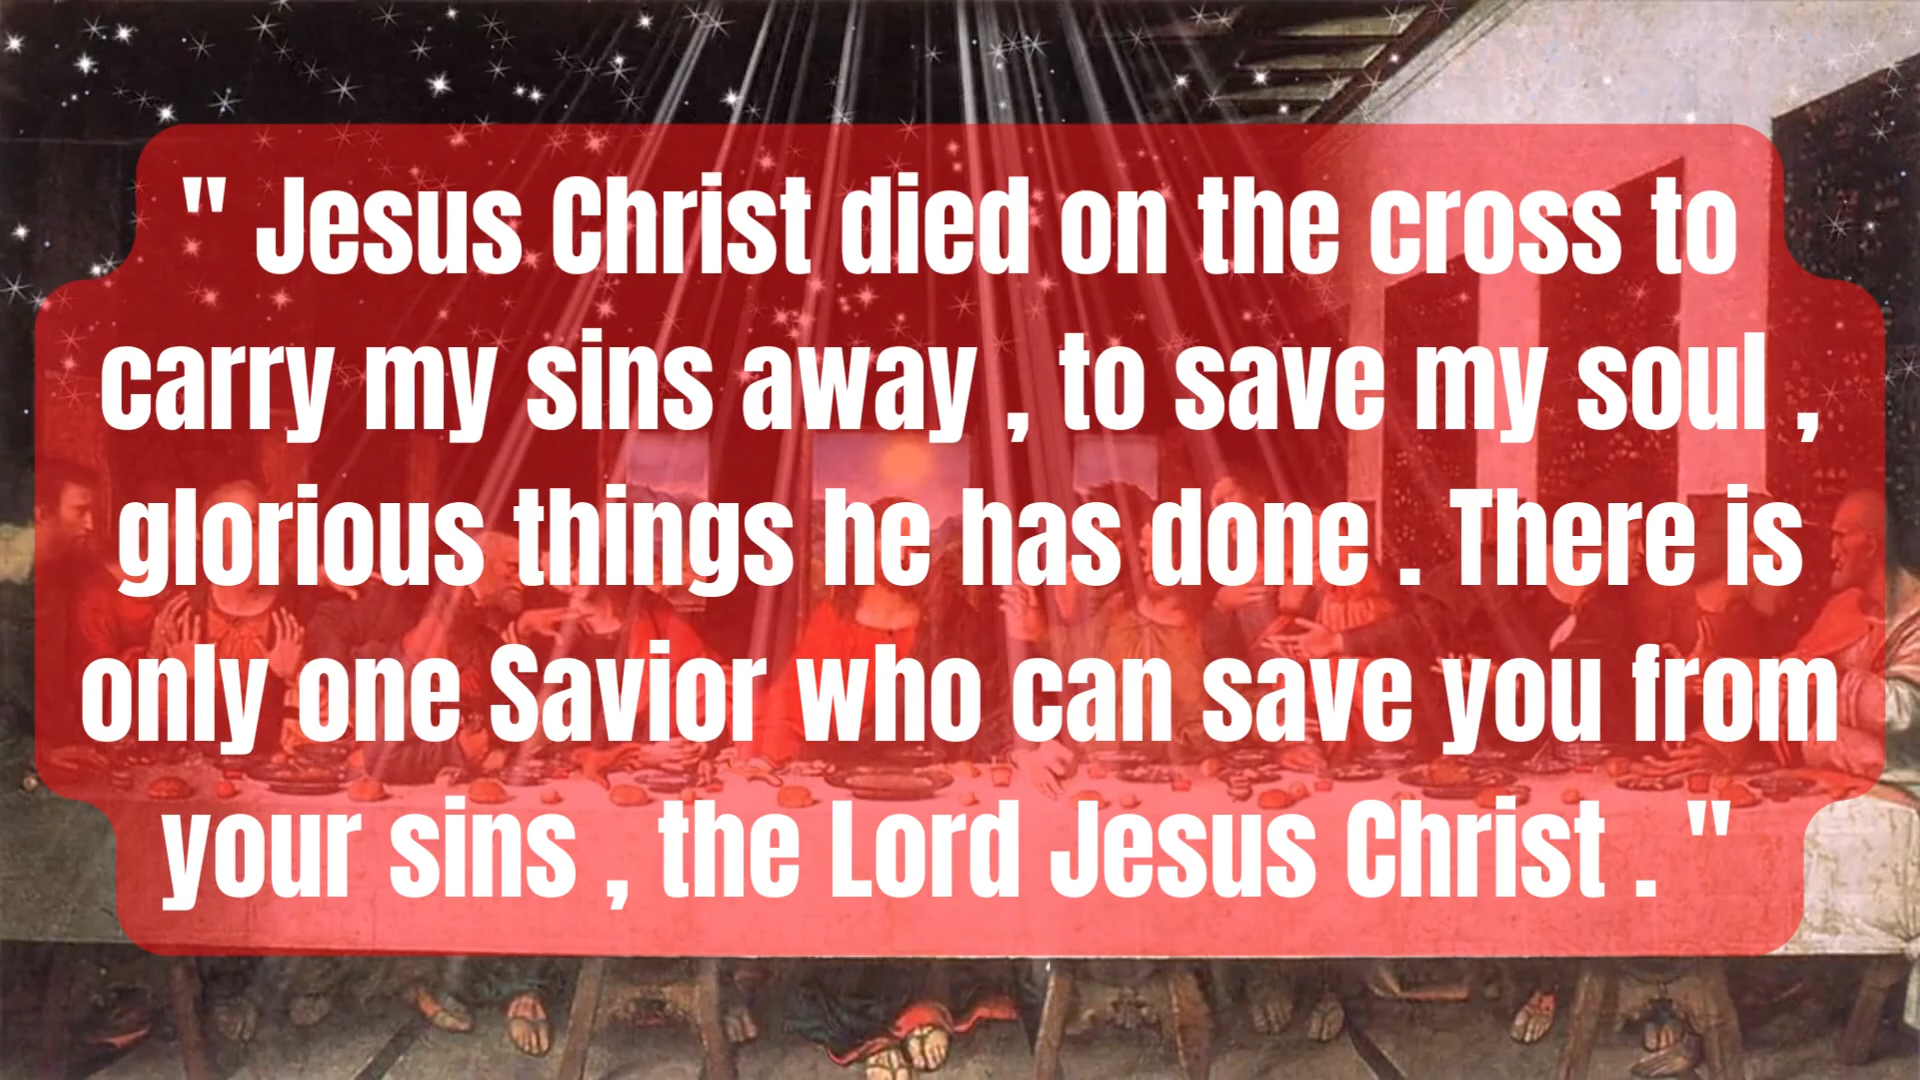 " Jesus Christ died on the cross to
carry my sins away , to save my soul ,
glorious things he has done . There is
only one Savior who can save you from
your sins , the Lord Jesus Christ . "